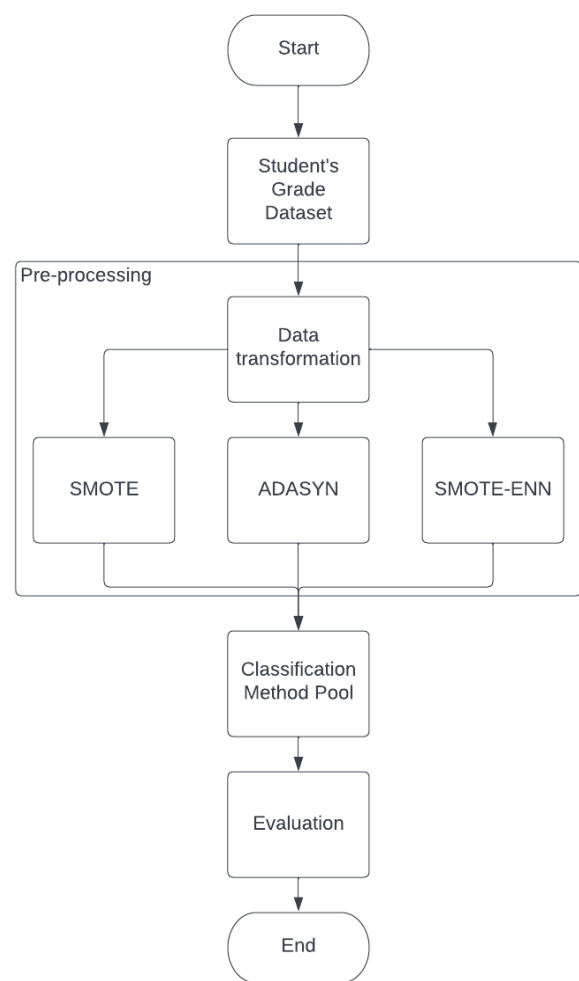 Start
Student's
Grade
Dataset
Pre-processing
Data
transformation
SMOTE
ADASYN
SMOTE-ENN
Classification
Method Pool
Evaluation
End